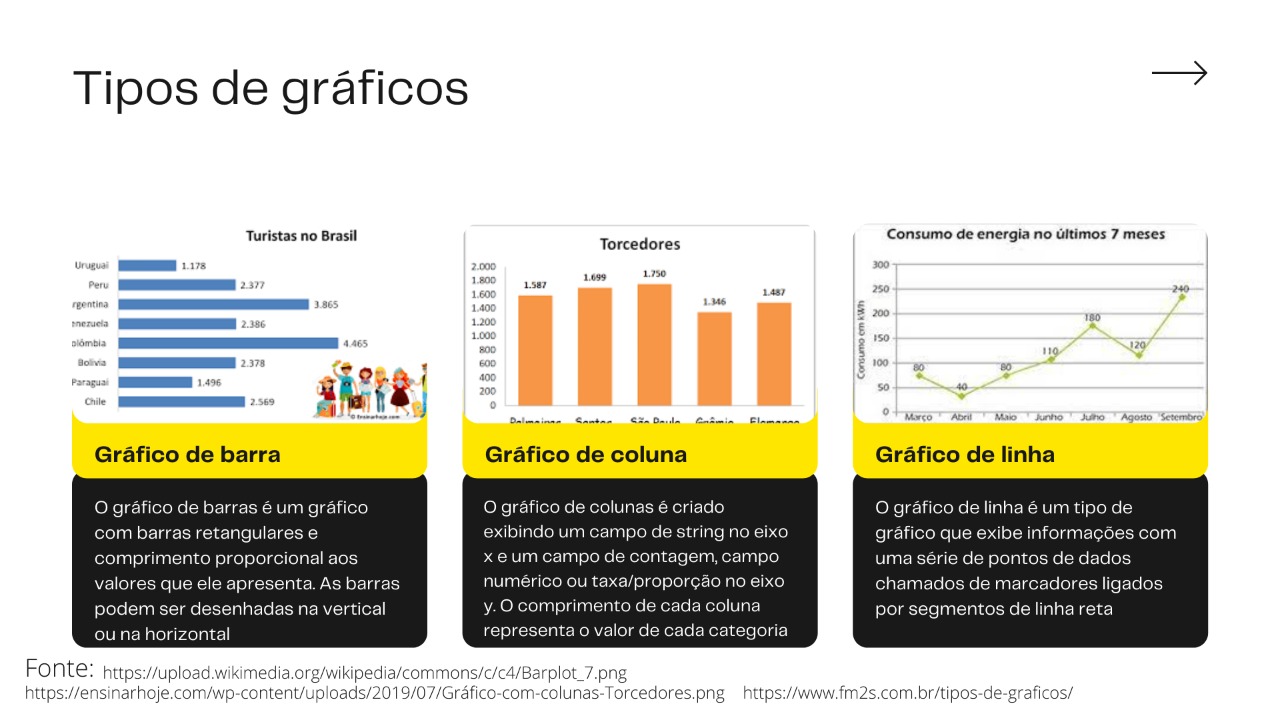 Tipos de gráficos
Turistas no Brasil
Uruguai 1.178
Peru 2.377
rgentina 3.865
enezuela 2.386
olômbia 4.465
Bolivia 2.378
Paraguai 1.496
Chile 2.569
© Ensinarhoje.com
Gráfico de barra
O gráfico de barras é um gráfico
com barras retangulares e
comprimento proporcional aos
valores que ele apresenta. As barras
podem ser desenhadas na vertical
ou na horizontal
Torcedores
2.000
1.800
1.600
1.400
1.200
1.000
800
600
400
200
0
1.587 1.699 1.750 1.346 1.487
Palmeiras Santos São Paulo Grêmio Flamengo
Gráfico de coluna
O gráfico de colunas é criado
exibindo um campo de string no eixo
x e um campo de contagem, campo
numérico ou taxa/proporção no eixo
y. O comprimento de cada coluna
representa o valor de cada categoria
Consumo de energia no últimos 7 meses
Consumo em kWh
300
250
200
150
100
50
0
80 40 80 110 180 120 240
Março Abril Maio Junho Julho Agosto Setembro
Gráfico de linha
O gráfico de linha é um tipo de
gráfico que exibe informações com
uma série de pontos de dados
chamados de marcadores ligados
por segmentos de linha reta
Fonte: https://upload.wikimedia.org/wikipedia/commons/c/c4/Barplot_7.png
https://ensinarhoje.com/wp-content/uploads/2019/07/Gráfico-com-colunas-Torcedores.png https://www.fm2s.com.br/tipos-de-graficos/